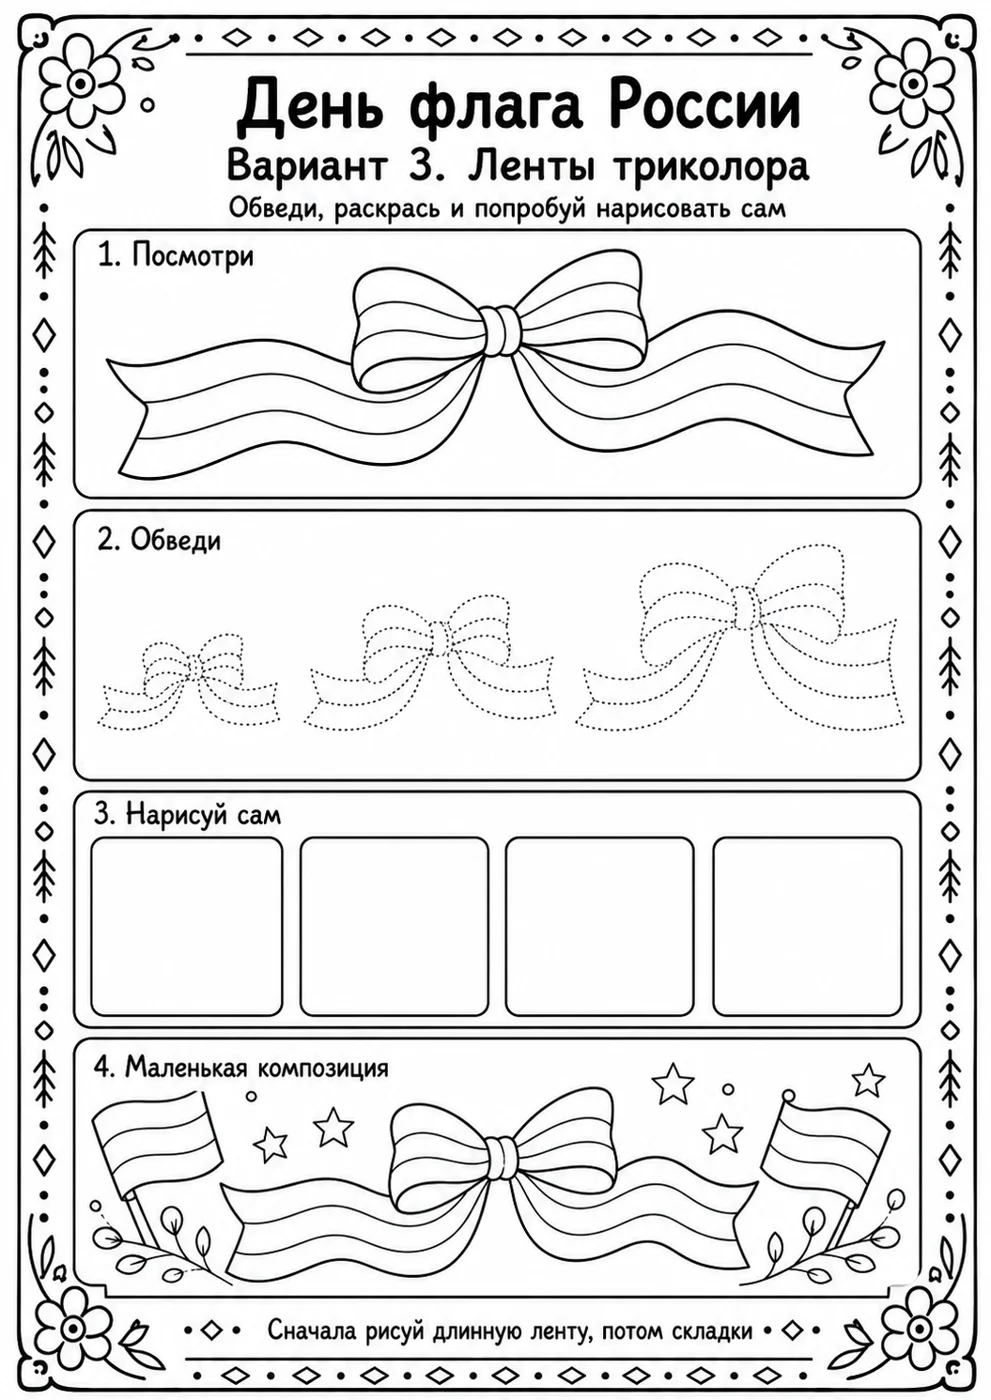 День флага России
Вариант 3. Ленты триколора
Обведи, раскрась и попробуй нарисовать сам
1. Посмотри
2. Обведи
3. Нарисуй сам
4. Маленькая композиция
Сначала рисуй длинную ленту, потом складки